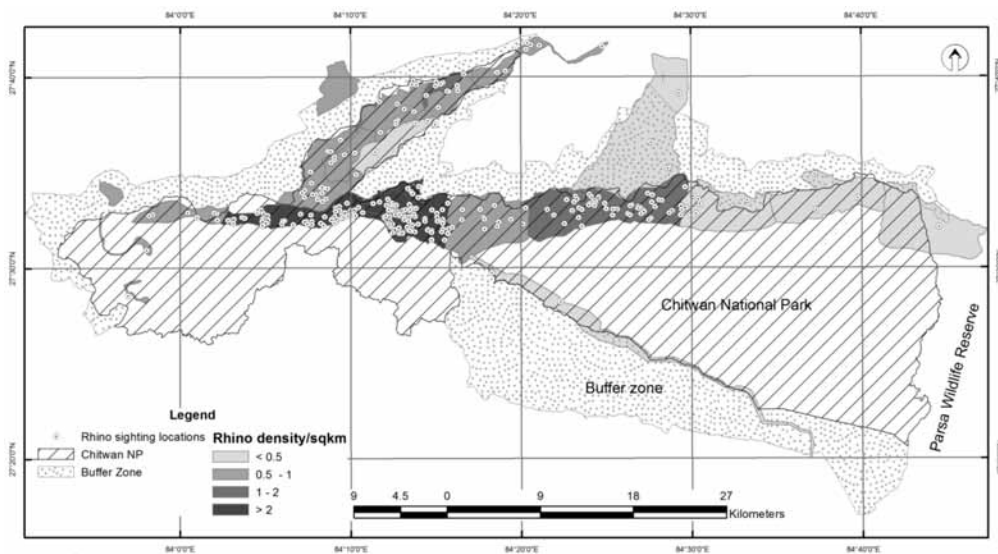 84°0'0"E 84°10'0"E 84°20'0"E 84°30'0"E 84°40'0"E
27°40'0"N
27°30'0"N
Chitwan National Park
Buffer zone
Parsa Wildlife Reserve
Legend
Rhino sighting locations
Chitwan NP
Buffer Zone
Rhino density/sqkm
< 0.5
0.5 - 1
1 - 2
> 2
27°20'0"N
9 4.5 0 9 18 27
Kilometers
84°0'0"E 84°10'0"E 84°20'0"E 84°30'0"E 84°40'0"E